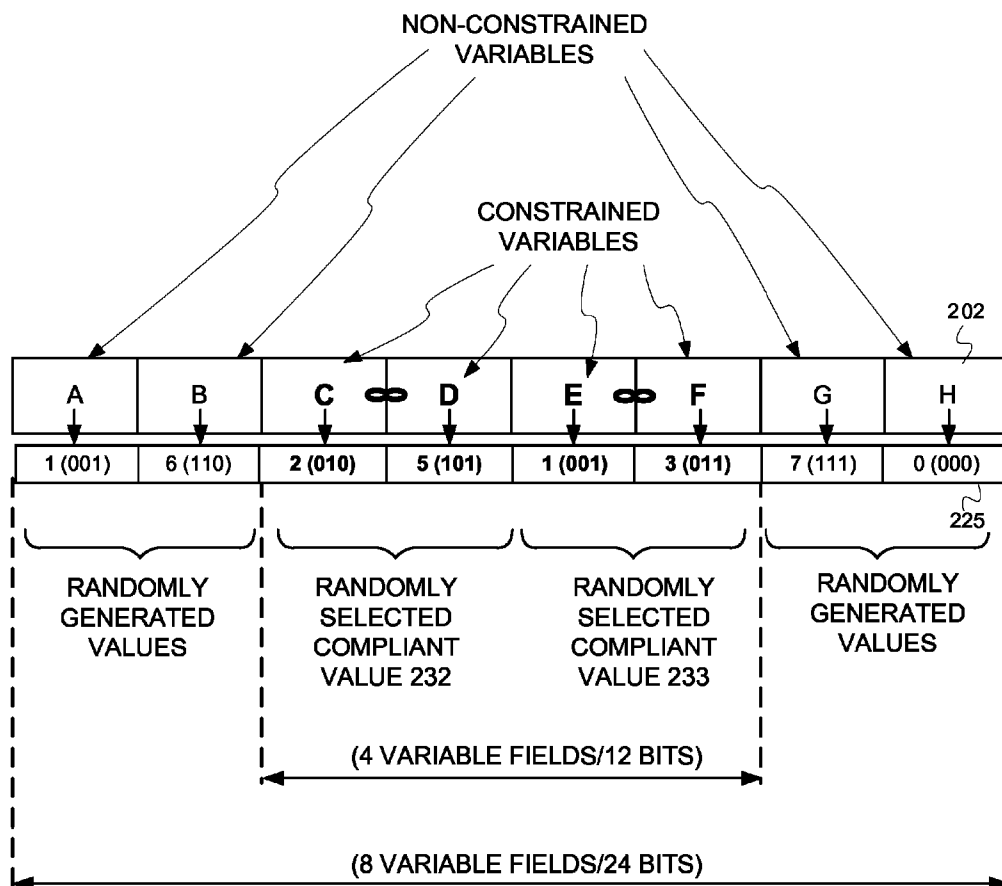 NON-CONSTRAINED
VARIABLES
CONSTRAINED
VARIABLES
202
A B C ∞ D E ∞ F G H
1 (001) 6 (110) 2 (010) 5 (101) 1 (001) 3 (011) 7 (111) 0 (000)
225
RANDOMLY
GENERATED
VALUES
RANDOMLY
SELECTED
COMPLIANT
VALUE 232
RANDOMLY
SELECTED
COMPLIANT
VALUE 233
RANDOMLY
GENERATED
VALUES
(4 VARIABLE FIELDS/12 BITS)
(8 VARIABLE FIELDS/24 BITS)